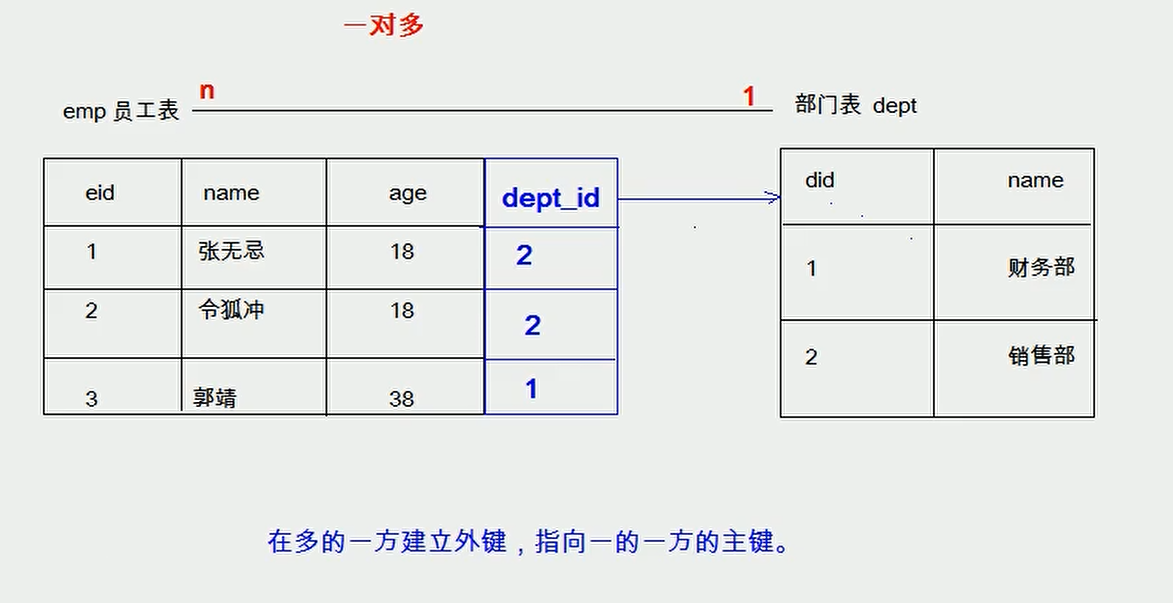 一对多
n 1
emp 员工表 部门表 dept
eid name age dept_id did name
1 张无忌 18 2 1 财务部
2 令狐冲 18 2 2 销售部
3 郭靖 38 1
在多的一方建立外键，指向一的一方的主键。